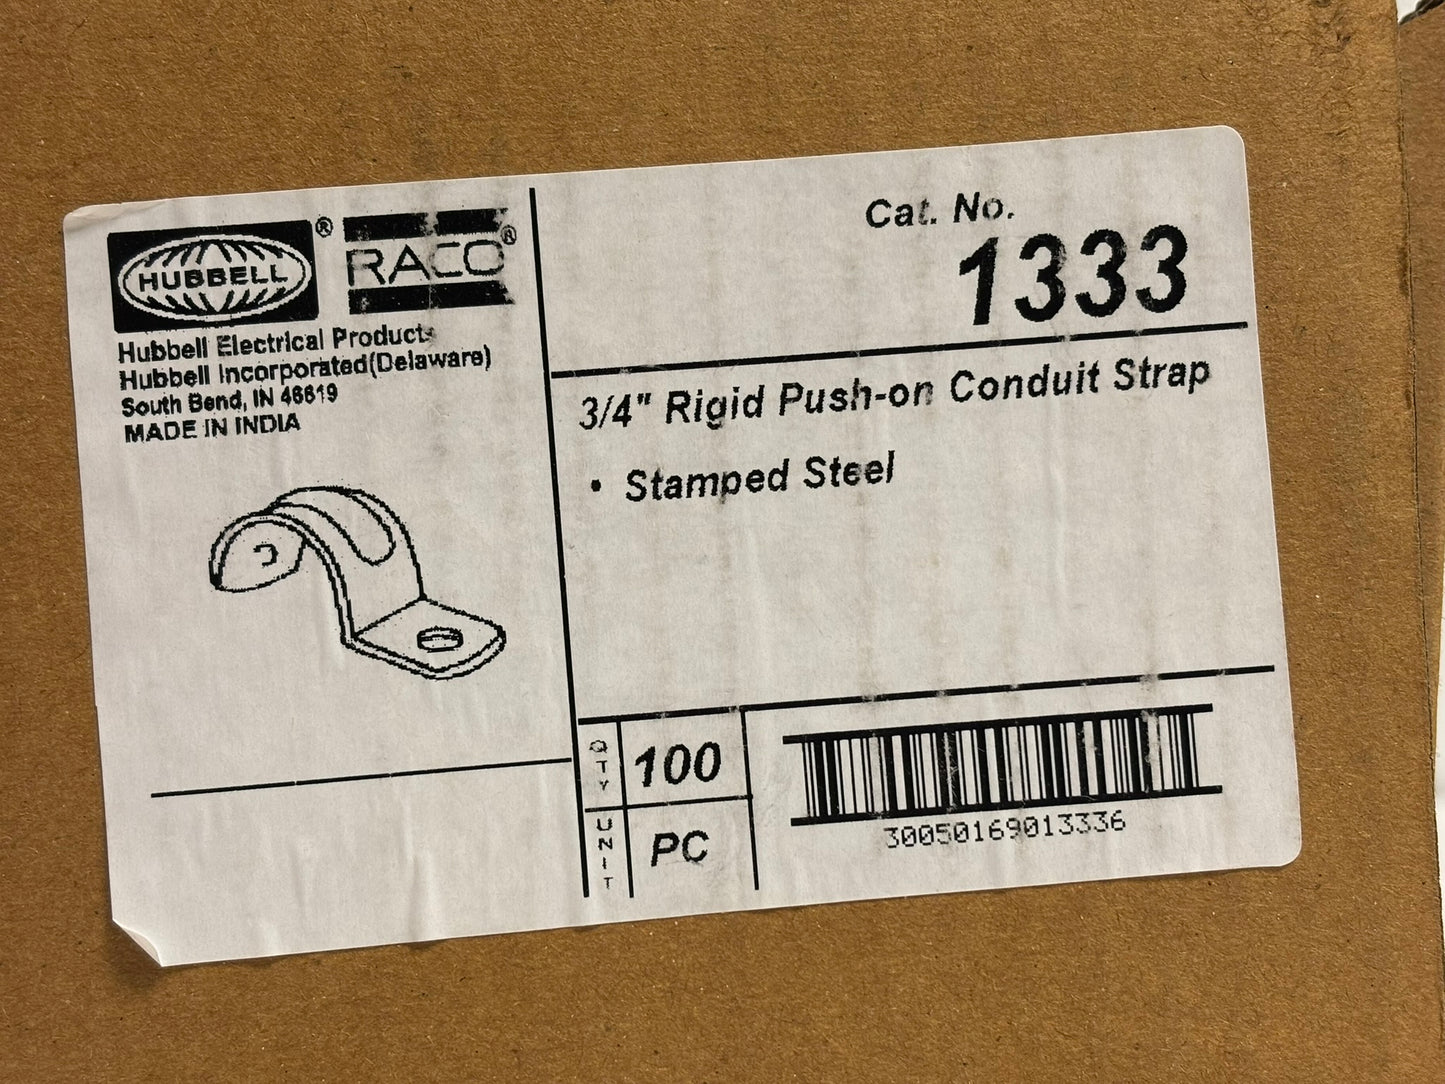 HUBBELL®
RACO®
Hubbell Electrical Products
Hubbell Incorporated(Delaware)
South Bend, IN 46619
MADE IN INDIA
Cat. No.
1333
3/4" Rigid Push-on Conduit Strap
• Stamped Steel
QTY
100
UNIT
PC
30050169013336